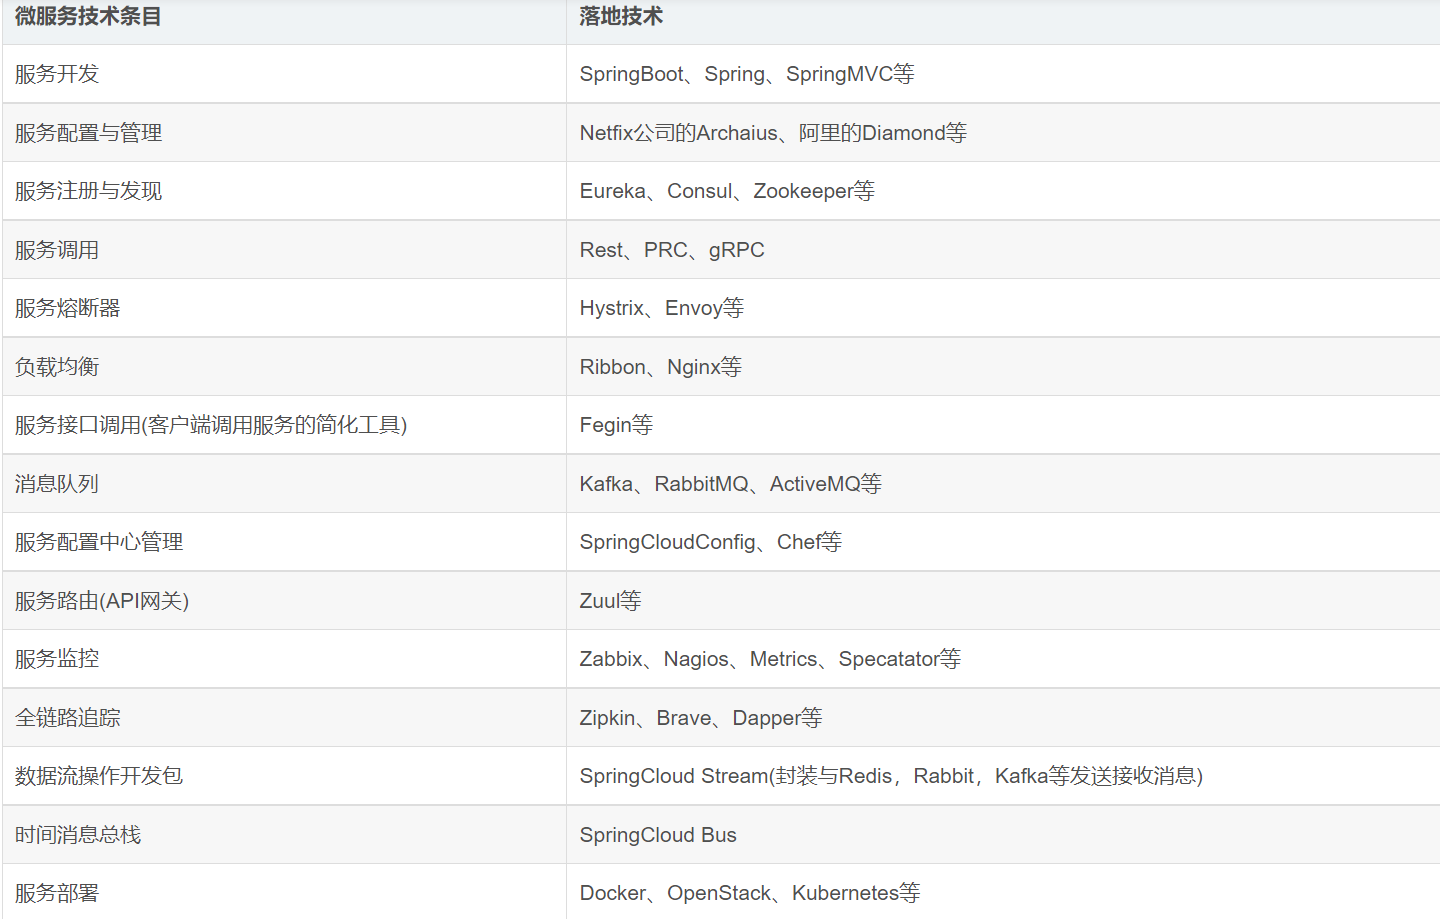 微服务技术条目 落地技术
服务开发 SpringBoot、Spring、SpringMVC等
服务配置与管理 Netfix公司的Archaius、阿里的Diamond等
服务注册与发现 Eureka、Consul、Zookeeper等
服务调用 Rest、PRC、gRPC
服务熔断器 Hystrix、Envoy等
负载均衡 Ribbon、Nginx等
服务接口调用(客户端调用服务的简化工具) Fegin等
消息队列 Kafka、RabbitMQ、ActiveMQ等
服务配置中心管理 SpringCloudConfig、Chef等
服务路由(API网关) Zuul等
服务监控 Zabbix、Nagios、Metrics、Specatator等
全链路追踪 Zipkin、Brave、Dapper等
数据流操作开发包 SpringCloud Stream(封装与Redis，Rabbit，Kafka等发送接收消息)
时间消息总栈 SpringCloud Bus
服务部署 Docker、OpenStack、Kubernetes等